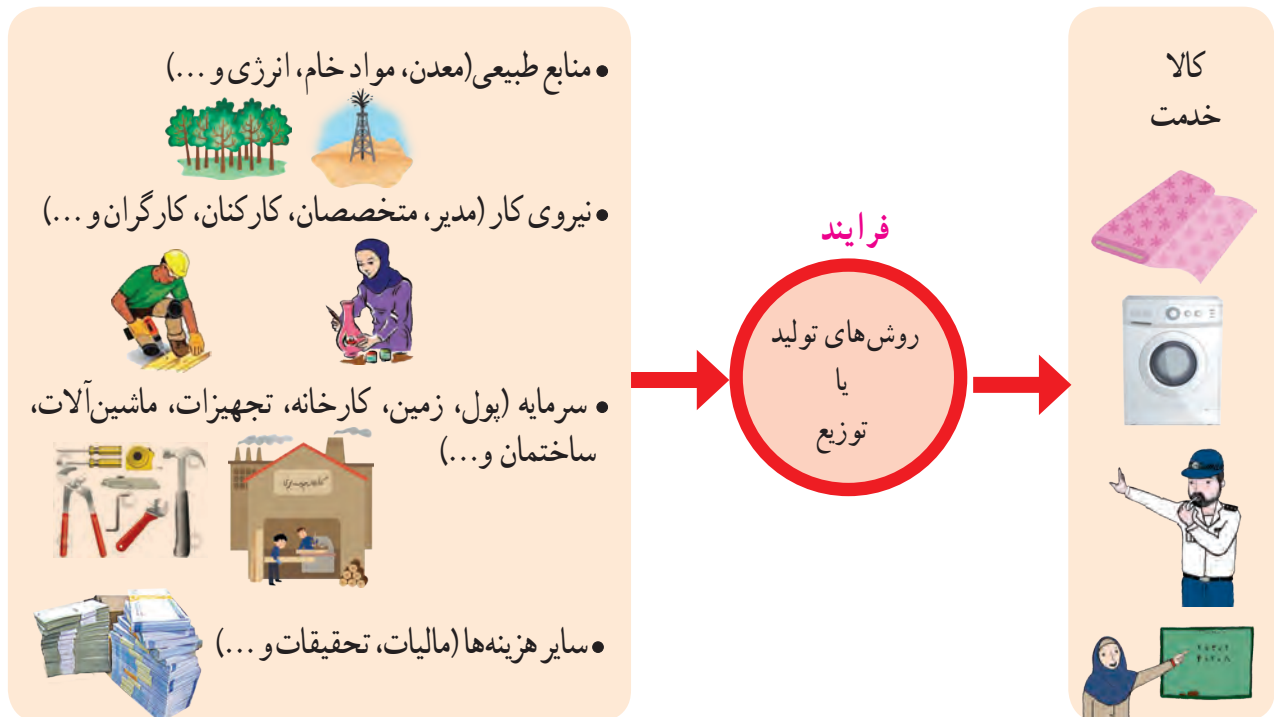 • منابع طبیعی (معدن، مواد خام، انرژی و ...)
• نیروی کار (مدیر، متخصصان، کارکنان، کارگران و ...)
• سرمایه (پول، زمین، کارخانه، تجهیزات، ماشین‌آلات،
ساختمان و...)
• سایر هزینه‌ها (مالیات، تحقیقات و ...)
فرایند
روش‌های تولید
یا
توزیع
کالا
خدمت